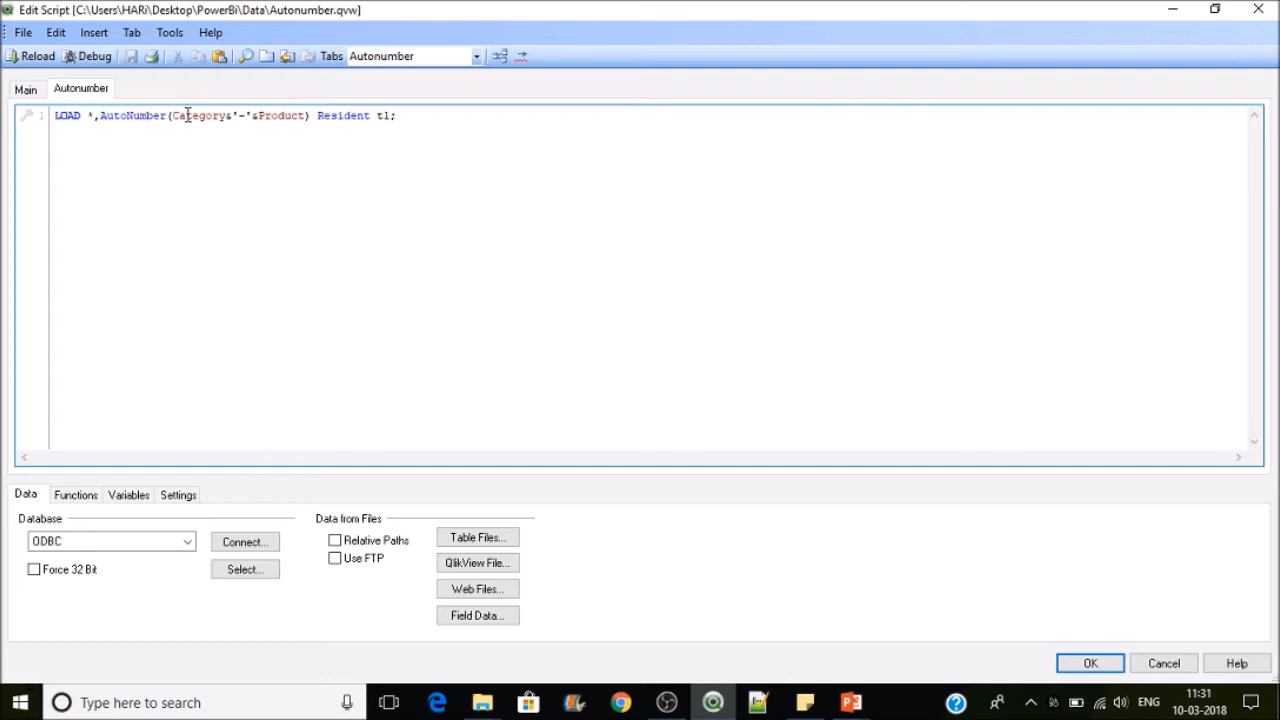 Edit Script [C:\Users\HARi\Desktop\PowerBi\Data\Autonumber.qvw]
File Edit Insert Tab Tools Help
Reload Debug Tabs Autonumber
Main Autonumber
1 LOAD *,AutoNumber(Category&'-'&Product) Resident t1;
Data Functions Variables Settings
Database Data from Files
ODBC Connect... Relative Paths Table Files...
Use FTP QlikView File...
Force 32 Bit Select... Web Files...
Field Data...
OK Cancel Help
Type here to search ENG 11:31
10-03-2018